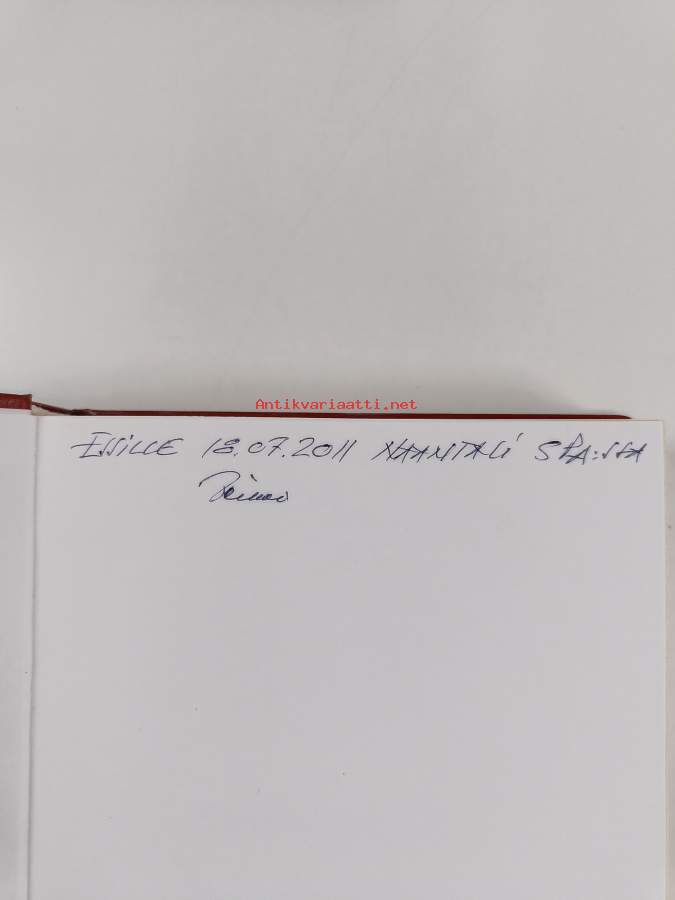 Antikvariaatti.net
ESSILLE 18.07.2011 NAANTALI SPA:SSA